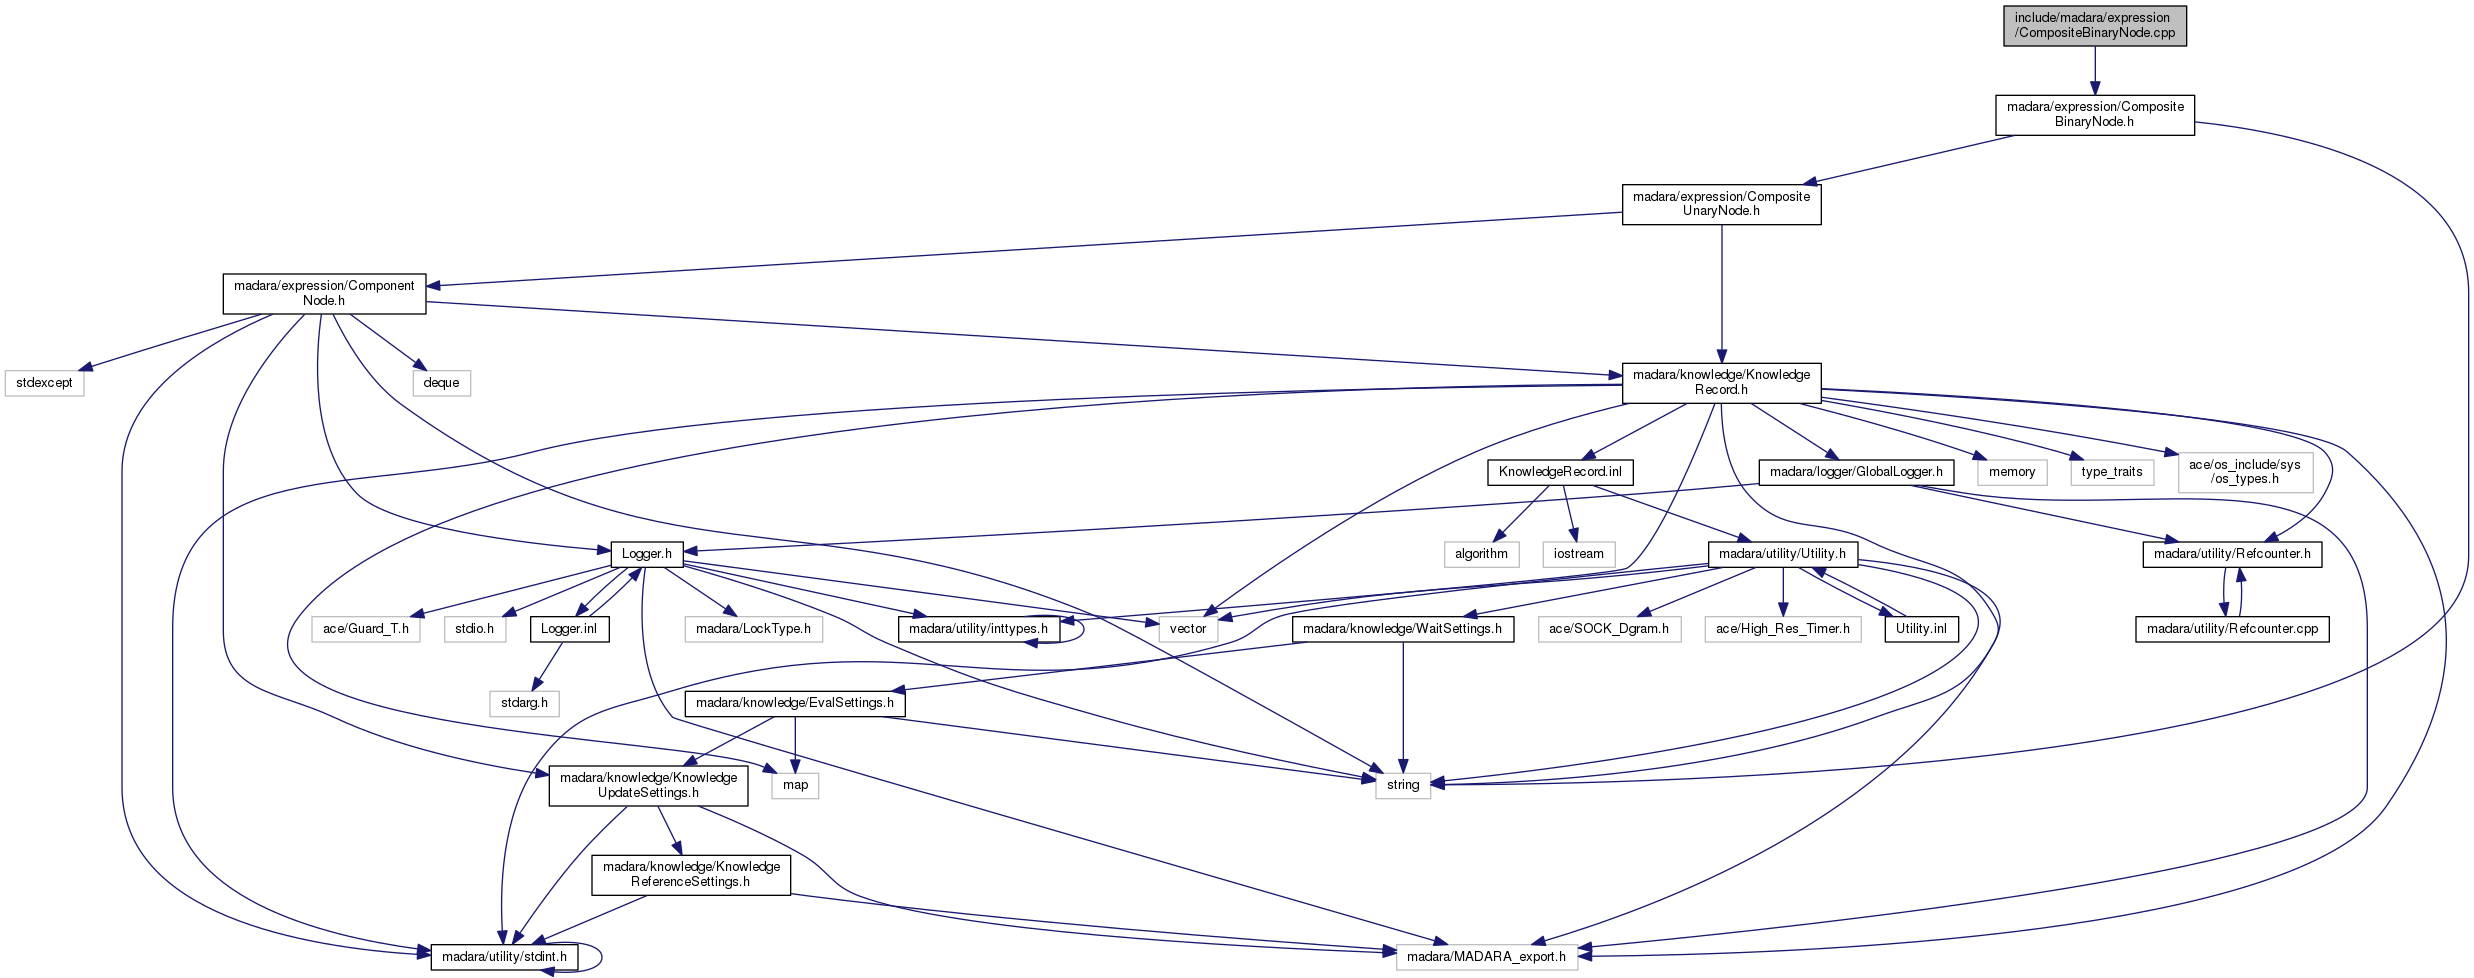 include/madara/expression
/CompositeBinaryNode.cpp
madara/expression/Composite
BinaryNode.h
madara/expression/Composite
UnaryNode.h
madara/expression/Component
Node.h
stdexcept
deque
madara/knowledge/Knowledge
Record.h
KnowledgeRecord.inl
madara/logger/GlobalLogger.h
memory
type_traits
ace/os_include/sys
/os_types.h
Logger.h
algorithm
iostream
madara/utility/Utility.h
madara/utility/Refcounter.h
ace/Guard_T.h
stdio.h
Logger.inl
madara/LockType.h
madara/utility/inttypes.h
vector
madara/knowledge/WaitSettings.h
ace/SOCK_Dgram.h
ace/High_Res_Timer.h
Utility.inl
madara/utility/Refcounter.cpp
stdarg.h
madara/knowledge/EvalSettings.h
madara/knowledge/Knowledge
UpdateSettings.h
map
string
madara/knowledge/Knowledge
ReferenceSettings.h
madara/utility/stdint.h
madara/MADARA_export.h